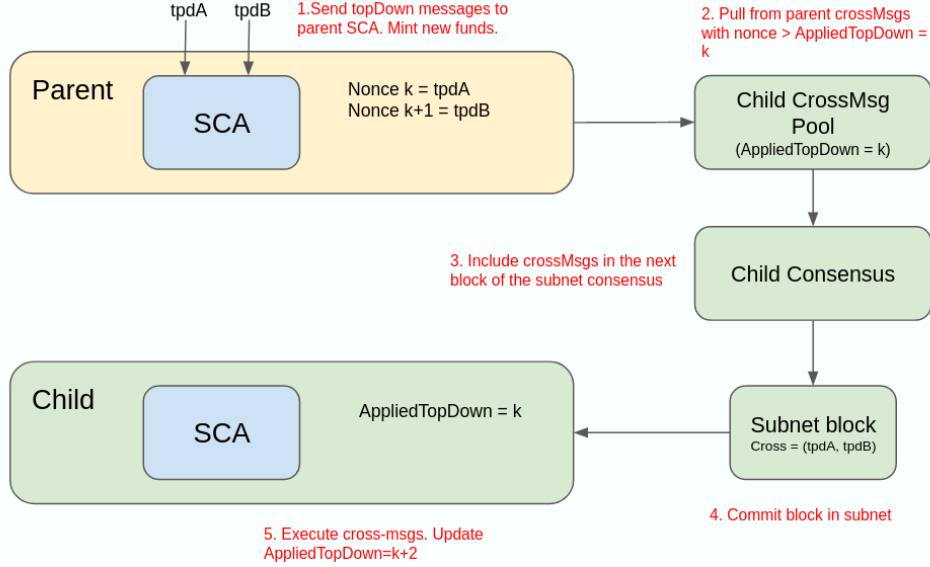 tpdA
tpdB
1.Send topDown messages to
parent SCA. Mint new funds.
2. Pull from parent crossMsgs
with nonce > AppliedTopDown =
k
Parent
SCA
Nonce k = tpdA
Nonce k+1 = tpdB
Child CrossMsg
Pool
(AppliedTopDown = k)
3. Include crossMsgs in the next
block of the subnet consensus
Child Consensus
Child
SCA
AppliedTopDown = k
Subnet block
Cross = (tpdA, tpdB)
4. Commit block in subnet
5. Execute cross-msgs. Update
AppliedTopDown=k+2